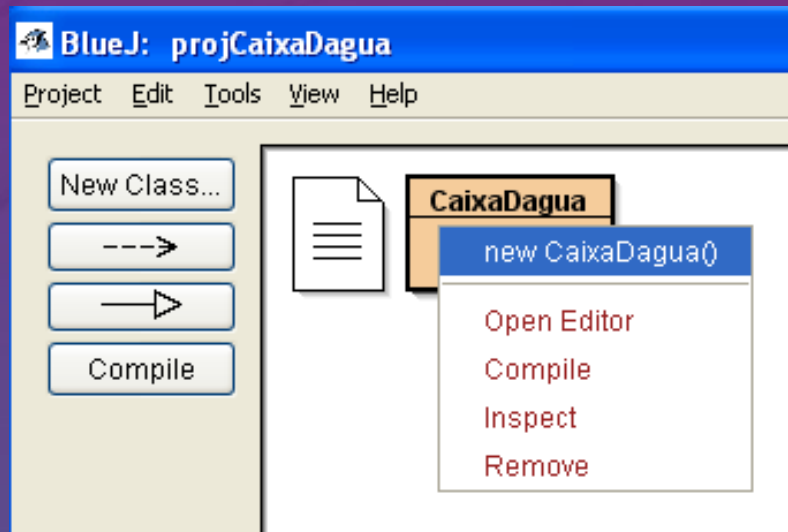 BlueJ: projCaixaDagua
Project Edit Tools View Help
New Class...
Compile
CaixaDagua
new CaixaDagua()
Open Editor
Compile
Inspect
Remove